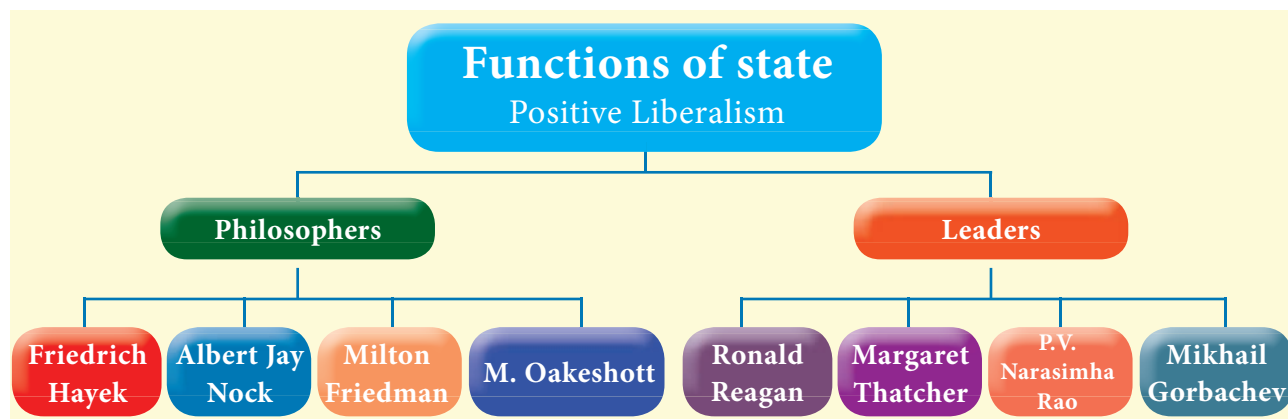 Functions of state
Positive Liberalism
Philosophers
Leaders
Friedrich
Hayek
Albert Jay
Nock
Milton
Friedman
M. Oakeshott
Ronald
Reagan
Margaret
Thatcher
P.V.
Narasimha
Rao
Mikhail
Gorbachev